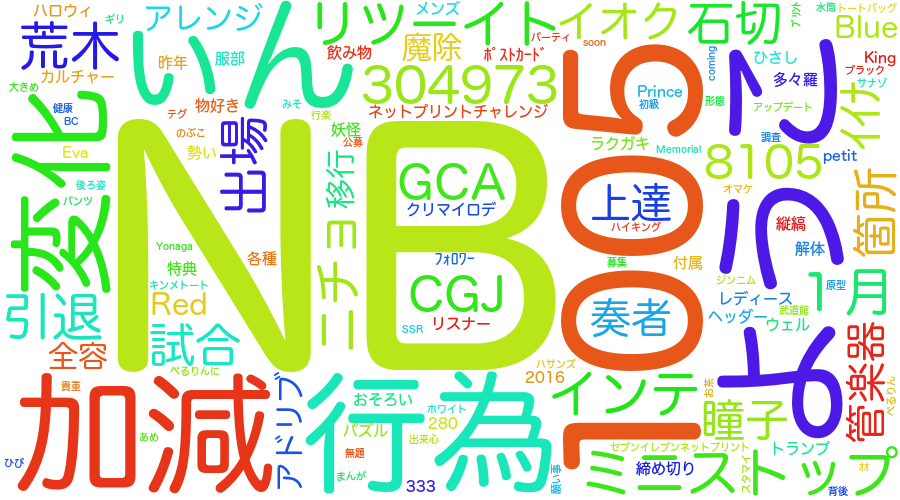 ハロウィ
ギリ
アレンジ
メンズ
リツーイト
イオク
石切
水筒
トートバッグ
Blue
荒木
いん
飲み物
魔除
ﾎﾟｽﾄｶｰﾄﾞ
パーティ
soon
coming
ひさし
King
ブラック
サナゾ
カルチャー
昨年
服部
304973
多々羅
大きめ
健康
BC
テグ
物好き
みそ
行楽
ネットプリントチャレンジ
Prince
初級
形態
アップデート
イイナ
変化
Eva
のぶこ
勢い
出場
妖怪
公募
ラクガキ
Memorial
8105
調査
petit
後ろ姿
パンツ
移行
GCA
クリマイロデ
上達
ハイキング
オマケ
縦縞
箇所
NB
10005
とうよ
Yonaga
特典
キンメトート
各種
ニチョ
ﾌｫﾛﾜｰ
募集
付属
ジンニム
解体
引退
Red
CGJ
SSR
リスナー
奏者
レディース
ヘッダー
武道館
ウェル
1月
原型
全容
試合
べるりんに
ハサンズ
2016
管楽器
加減
貴重
アドリブ
行為
おそろい
パズル
ホワイト
280
出来心
インテ
お茶
瞳子
べるりん
あめ
無題
まんが
333
セブンイレブンネットプリント
トランプ
ひび
願い事
ミニストップ
締め切り
スタマイ
材
背後